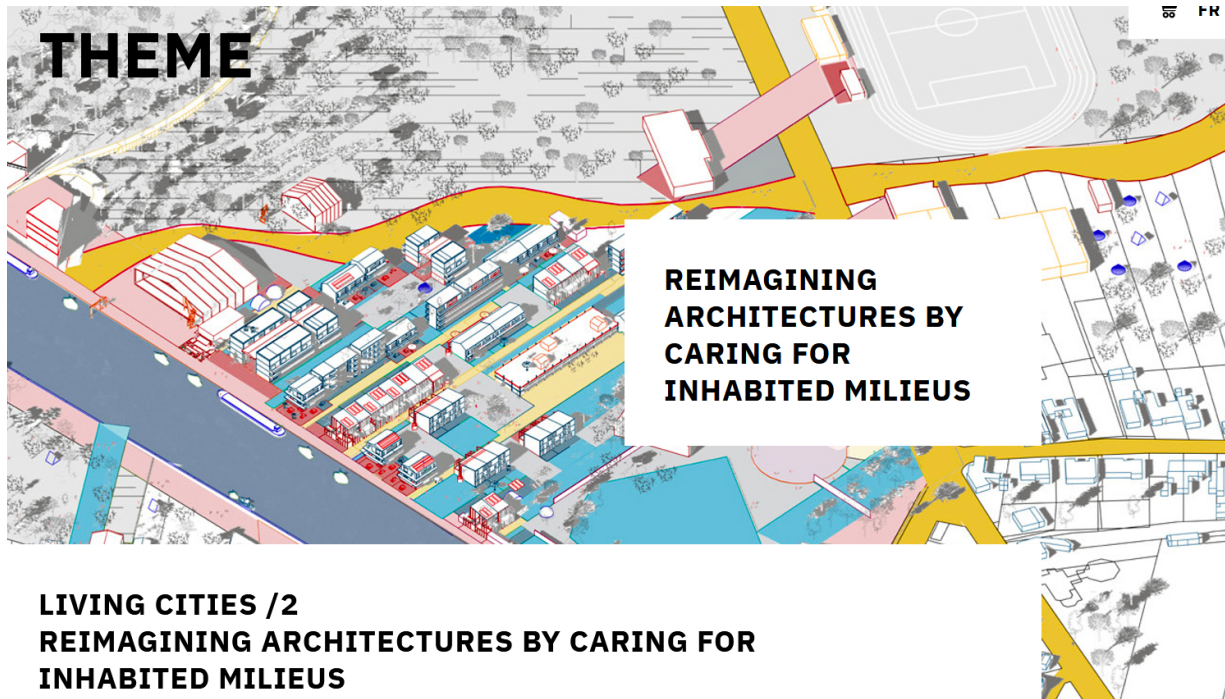 FR
THEME
REIMAGINING
ARCHITECTURES BY
CARING FOR
INHABITED MILIEUS
LIVING CITIES /2
REIMAGINING ARCHITECTURES BY CARING FOR
INHABITED MILIEUS